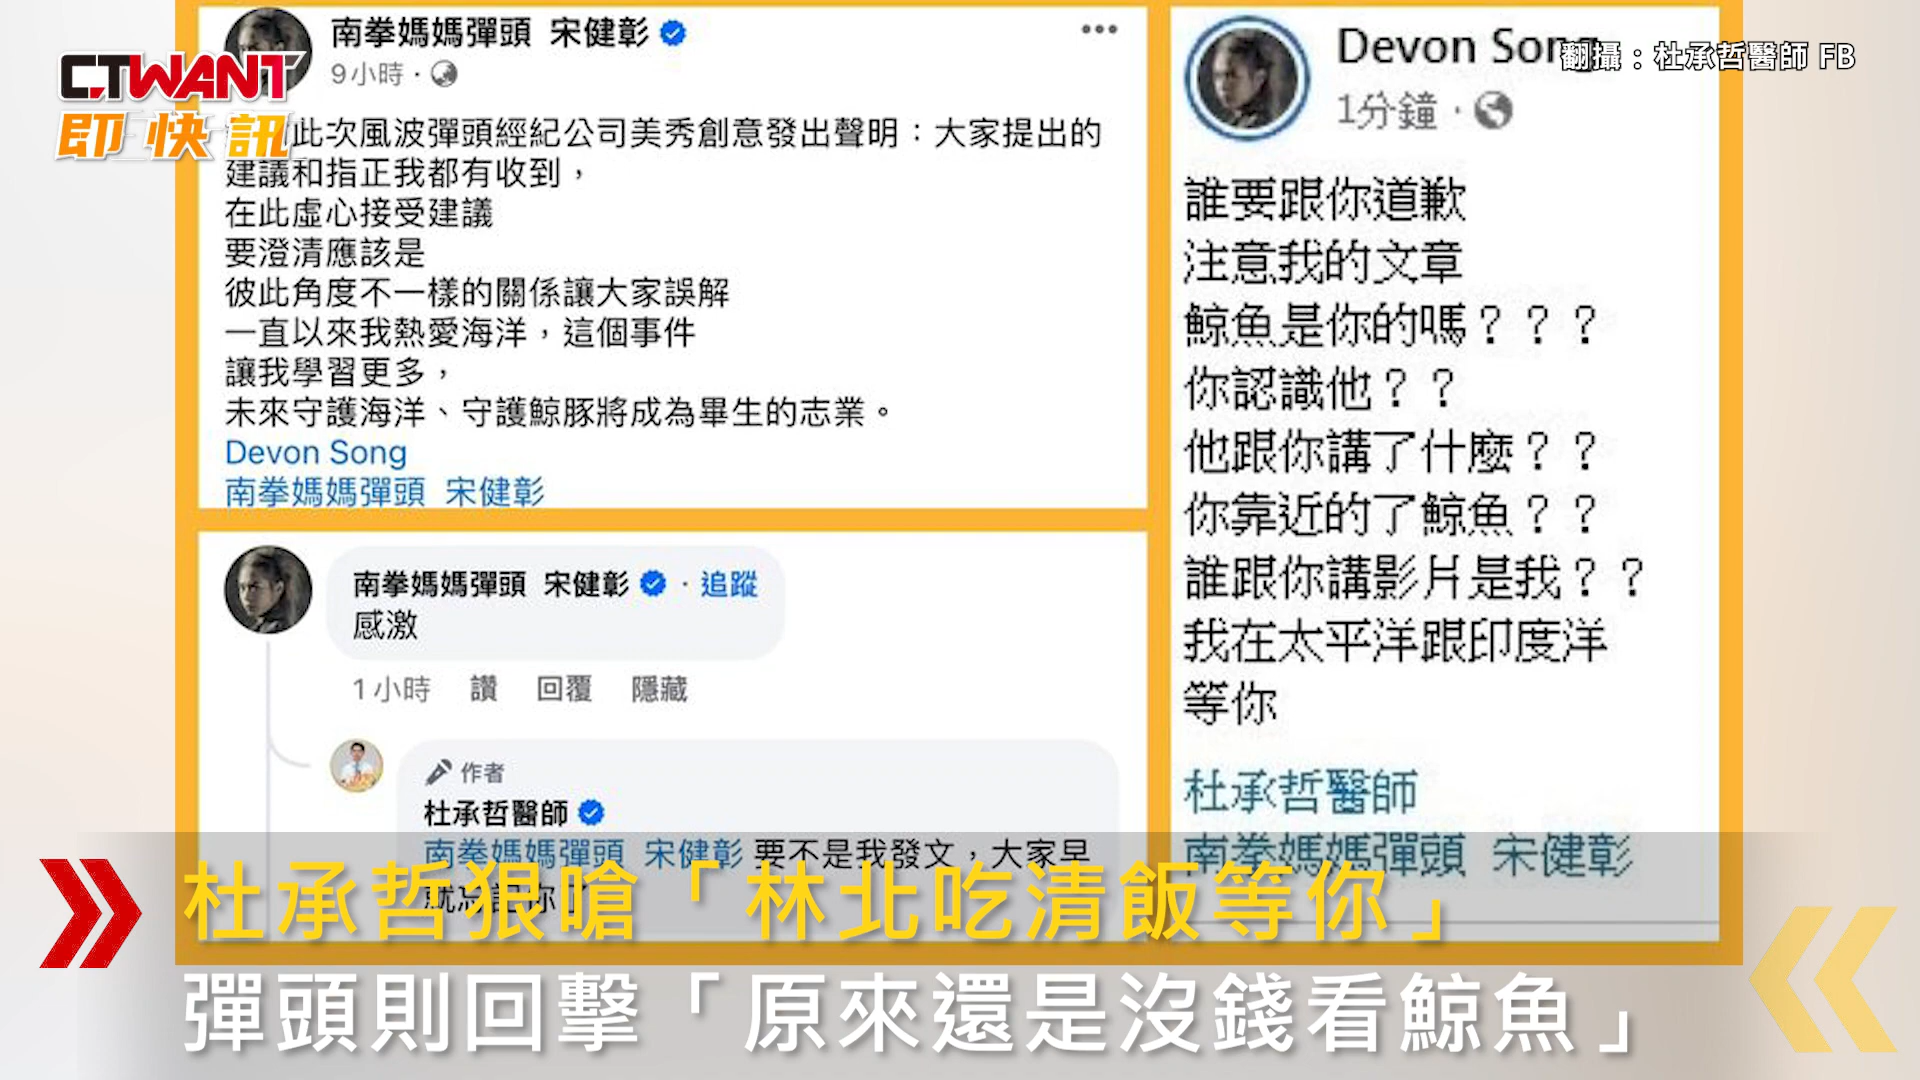 CTWANT
即快訊
南拳媽媽彈頭 宋健彰
9小時·
此次風波彈頭經紀公司美秀創意發出聲明：大家提出的
建議和指正我都有收到，
在此虛心接受建議
要澄清應該是
彼此角度不一樣的關係讓大家誤解
一直以來我熱愛海洋，這個事件
讓我學習更多，
未來守護海洋、守護鯨豚將成為畢生的志業。
Devon Song
南拳媽媽彈頭 宋健彰
南拳媽媽彈頭 宋健彰 · 追蹤
感激
1小時 讚 回覆 隱藏
作者
杜承哲醫師
南拳媽媽彈頭 宋健彰 要不是我發文，大家早
就忘記你了
Devon Song
翻攝：杜承哲醫師 FB
1分鐘·
誰要跟你道歉
注意我的文章
鯨魚是你的嗎？？？
你認識他？？
他跟你講了什麼？？
你靠近的了鯨魚？？
誰跟你講影片是我？？
我在太平洋跟印度洋
等你
杜承哲醫師
南拳媽媽彈頭 宋健彰
杜承哲狠嗆「林北吃清飯等你」
彈頭則回擊「原來還是沒錢看鯨魚」